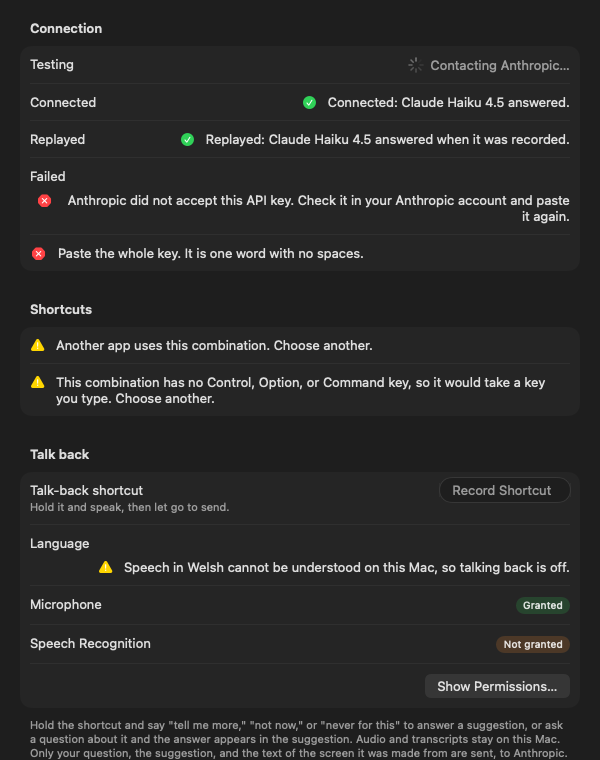 Connection
Testing
Contacting Anthropic...
Connected
Connected: Claude Haiku 4.5 answered.
Replayed
Replayed: Claude Haiku 4.5 answered when it was recorded.
Failed
Anthropic did not accept this API key. Check it in your Anthropic account and paste
it again.
Paste the whole key. It is one word with no spaces.
Shortcuts
Another app uses this combination. Choose another.
This combination has no Control, Option, or Command key, so it would take a key
you type. Choose another.
Talk back
Talk-back shortcut
Record Shortcut
Hold it and speak, then let go to send.
Language
Speech in Welsh cannot be understood on this Mac, so talking back is off.
Microphone
Granted
Speech Recognition
Not granted
Show Permissions...
Hold the shortcut and say "tell me more," "not now," or "never for this" to answer a suggestion, or ask
a question about it and the answer appears in the suggestion. Audio and transcripts stay on this Mac.
Only your question, the suggestion, and the text of the screen it was made from are sent, to Anthropic.